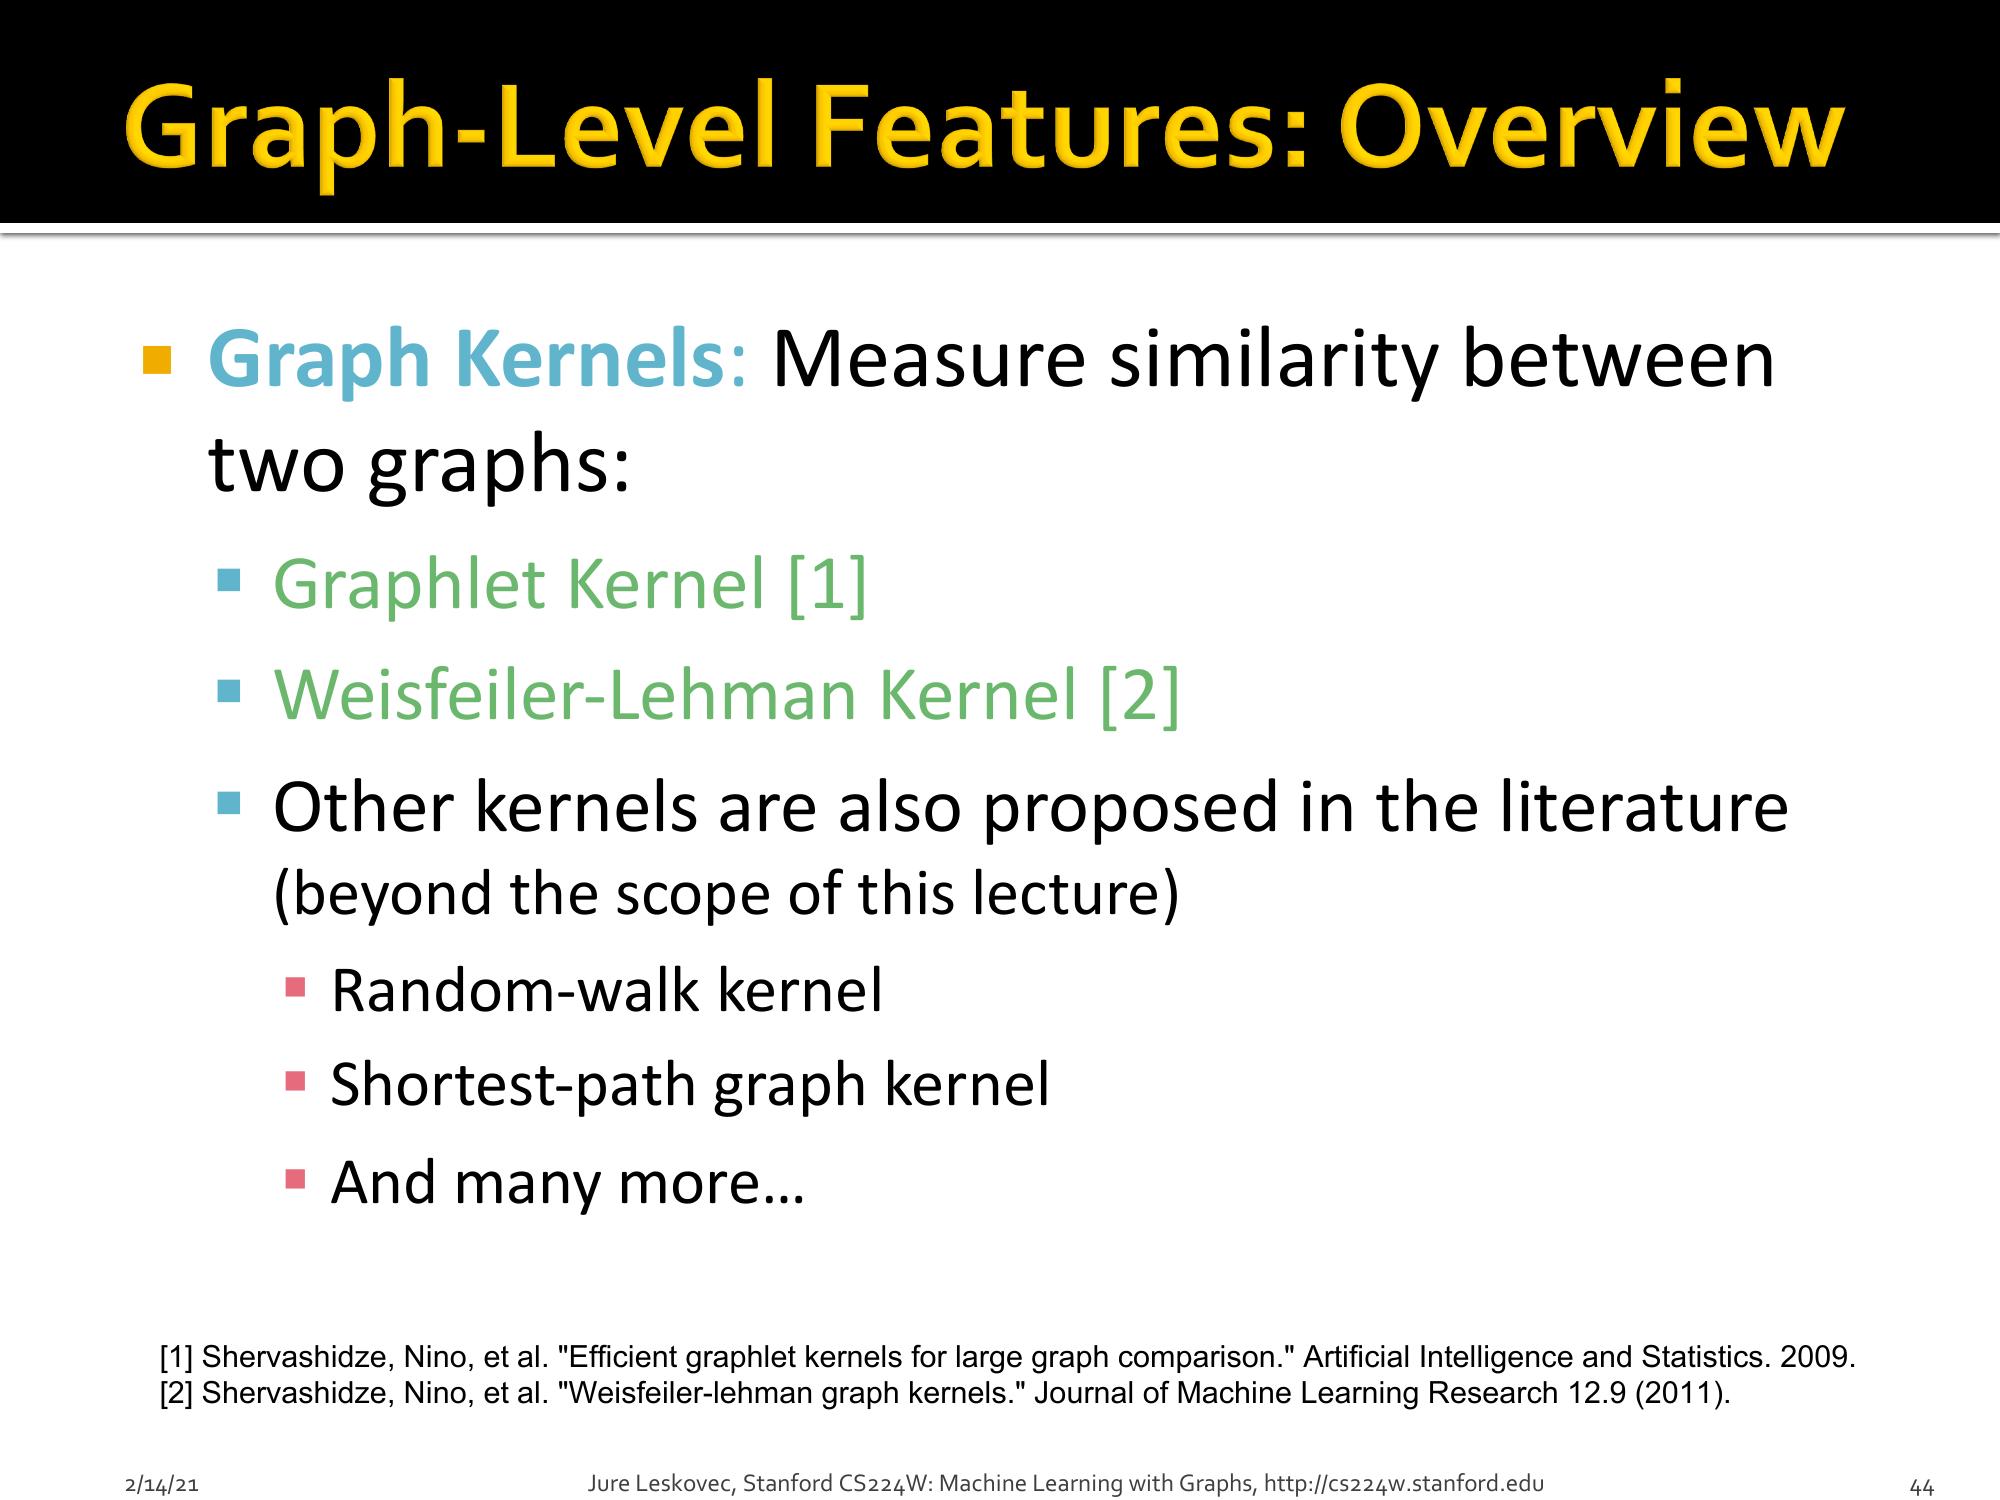 Graph-Level Features: Overview
Graph Kernels: Measure similarity between
two graphs:
Graphlet Kernel [1]
Weisfeiler-Lehman Kernel [2]
Other kernels are also proposed in the literature
(beyond the scope of this lecture)
Random-walk kernel
Shortest-path graph kernel
And many more…
[1] Shervashidze, Nino, et al. "Efficient graphlet kernels for large graph comparison." Artificial Intelligence and Statistics. 2009.
[2] Shervashidze, Nino, et al. "Weisfeiler-lehman graph kernels." Journal of Machine Learning Research 12.9 (2011).
2/14/21 Jure Leskovec, Stanford CS224W: Machine Learning with Graphs, http://cs224w.stanford.edu 44